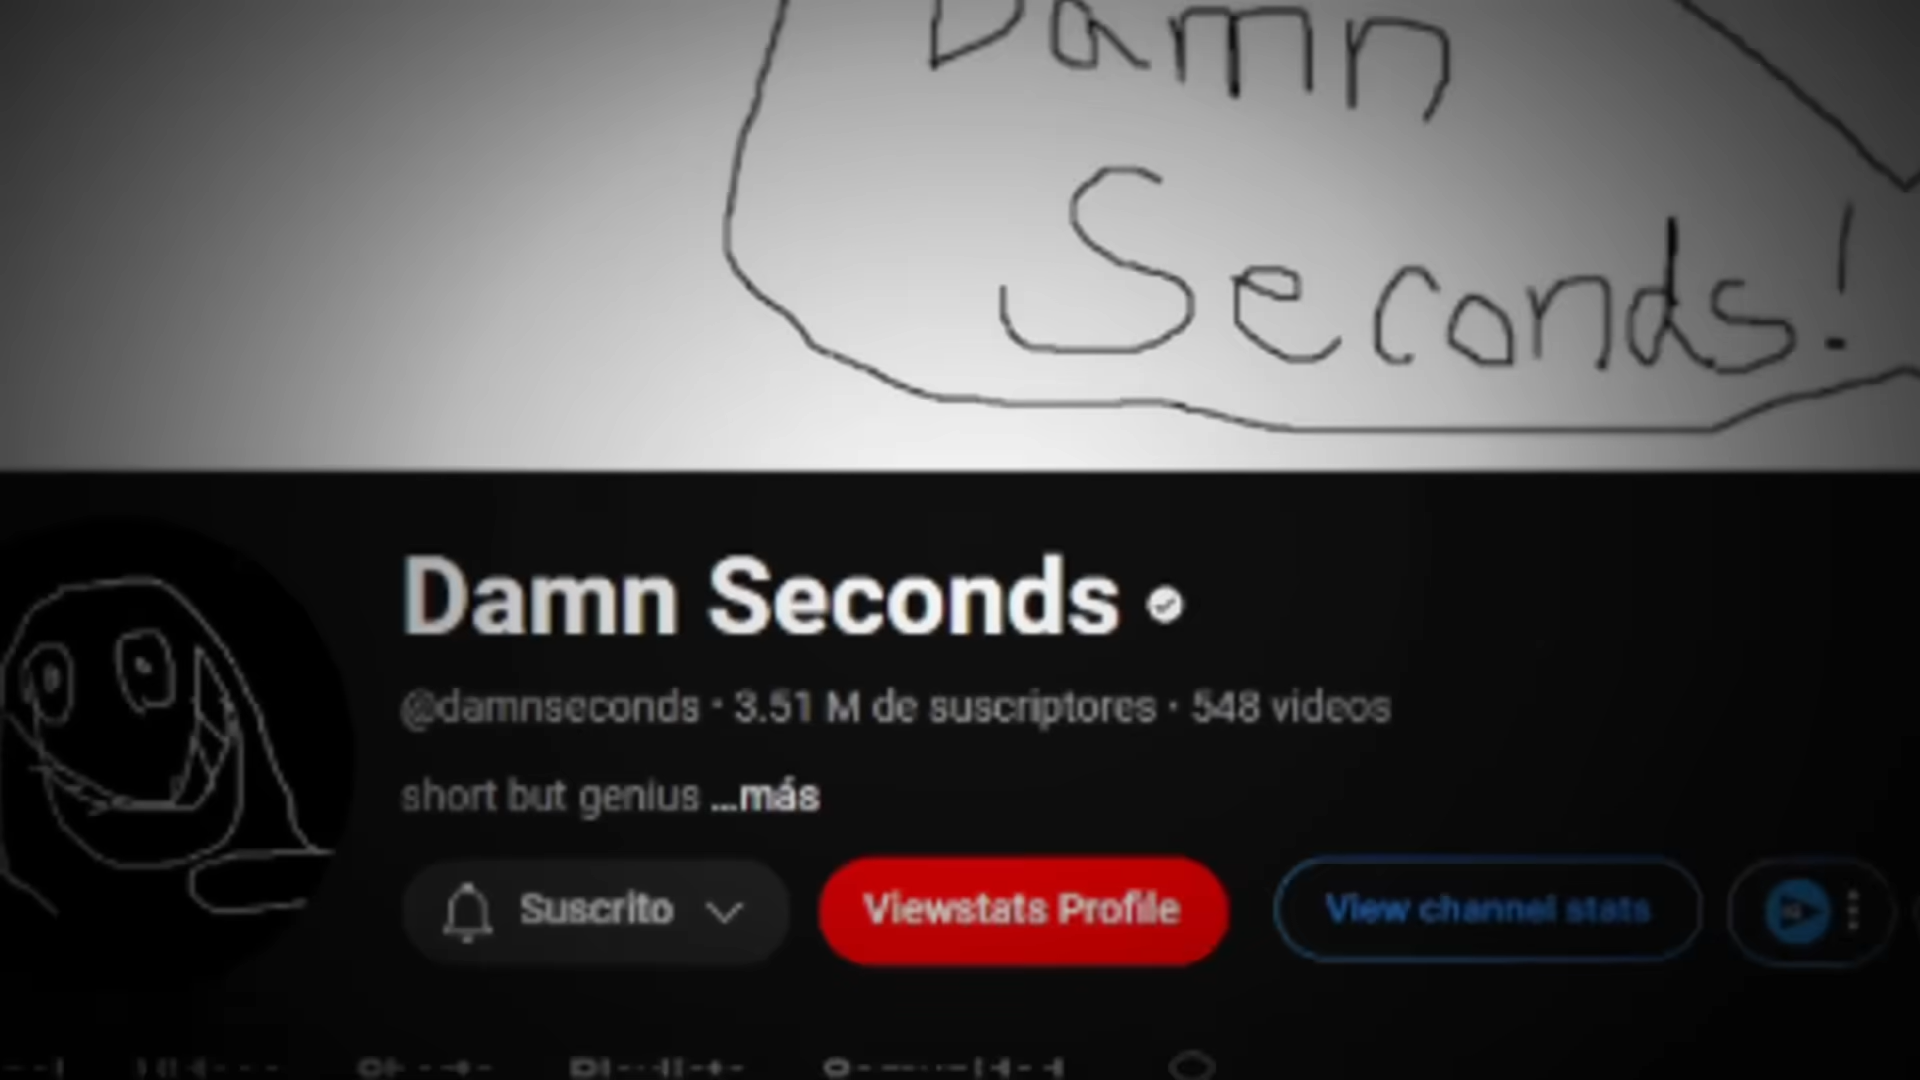 Damn
Seconds!
Damn Seconds
@damnseconds · 3.51 M de suscriptores · 548 videos
short but genius ...más
Suscrito
Viewstats Profile
View channel stats